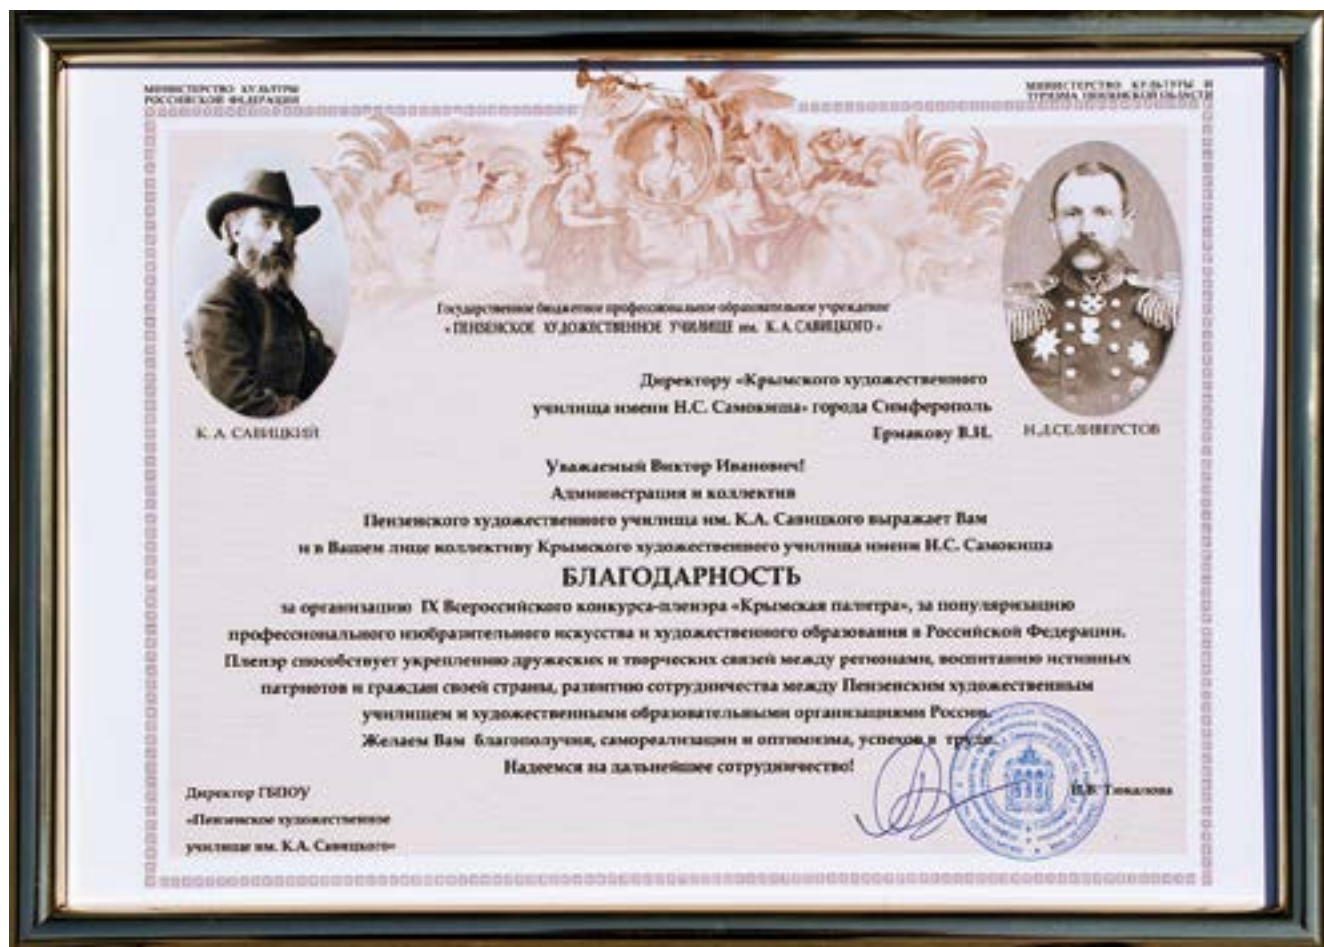 МИНИСТЕРСТВО КУЛЬТУРЫ
РОССИЙСКОЙ ФЕДЕРАЦИИ
МИНИСТЕРСТВО КУЛЬТУРЫ И
ТУРИЗМА ПЕНЗЕНСКОЙ ОБЛАСТИ
Государственное бюджетное профессиональное образовательное учреждение
«ПЕНЗЕНСКОЕ ХУДОЖЕСТВЕННОЕ УЧИЛИЩЕ им. К.А. САВИЦКОГО»
К. А. САВИЦКИЙ
Н.Д.СЕЛИВЕРСТОВ
Директору «Крымского художественного
училища имени Н.С. Самокиша» города Симферополь
Ермакову В.И.
Уважаемый Виктор Иванович!
Администрация и коллектив
Пензенского художественного училища им. К.А. Савицкого выражает Вам
и в Вашем лице коллективу Крымского художественного училища имени Н.С. Самокиша
БЛАГОДАРНОСТЬ
за организацию IX Всероссийского конкурса-пленэра «Крымская палитра», за популяризацию
профессионального изобразительного искусства и художественного образования в Российской Федерации.
Пленэр способствует укреплению дружеских и творческих связей между регионами, воспитанию истинных
патриотов и граждан своей страны, развитию сотрудничества между Пензенским художественным
училищем и художественными образовательными организациями России.
Желаем Вам благополучия, самореализации и оптимизма, успехов в труде.
Надеемся на дальнейшее сотрудничество!
Директор ГБПОУ
«Пензенское художественное
училище им. К.А. Савицкого»
Тюкалова